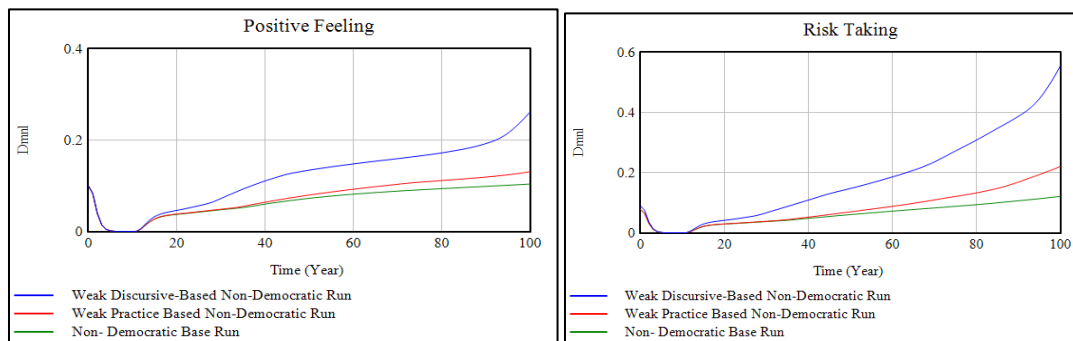 Positive Feeling
0.4
0.2
0
Dmnl
0 20 40 60 80 100
Time (Year)
Weak Discursive-Based Non-Democratic Run
Weak Practice Based Non-Democratic Run
Non- Democratic Base Run
Risk Taking
0.6
0.4
0.2
0
Dmnl
0 20 40 60 80 100
Time (Year)
Weak Discursive-Based Non-Democratic Run
Weak Practice Based Non-Democratic Run
Non- Democratic Base Run